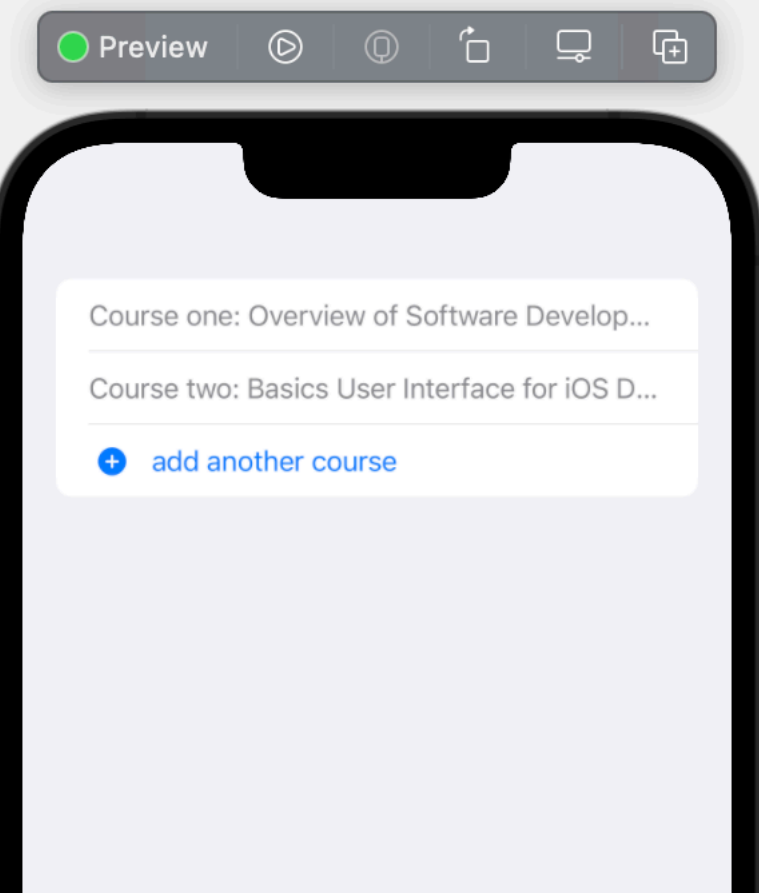 Preview
Course one: Overview of Software Develop...
Course two: Basics User Interface for iOS D...
add another course